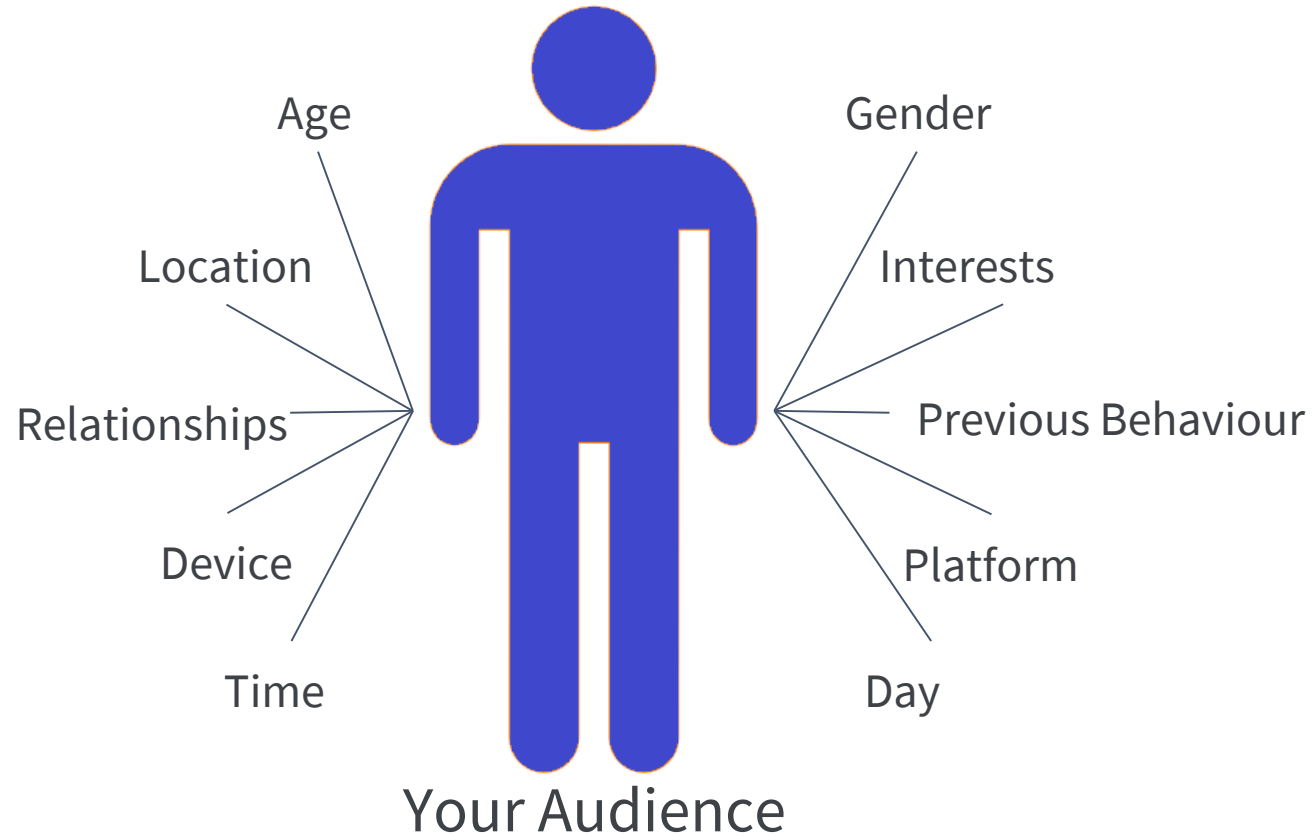 Age
Gender
Location
Interests
Relationships
Previous Behaviour
Device
Platform
Time
Day
Your Audience